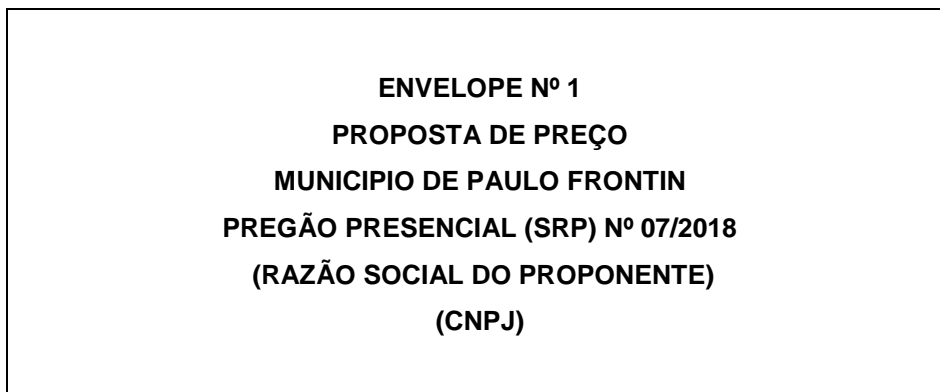 ENVELOPE Nº 1
PROPOSTA DE PREÇO
MUNICIPIO DE PAULO FRONTIN
PREGÃO PRESENCIAL (SRP) Nº 07/2018
(RAZÃO SOCIAL DO PROPONENTE)
(CNPJ)